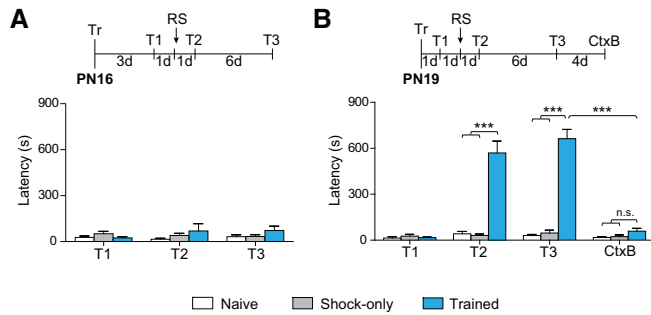 A
RS
Tr T1 T2 T3
3d 1d 1d 6d
PN16
900
600
300
0
Latency (s)
T1 T2 T3
B
RS
Tr T1 T2 T3 CtxB
1d 1d 1d 6d 4d
PN19
900
600
300
0
Latency (s)
*** *** ***
n.s.
T1 T2 T3 CtxB
Naive Shock-only Trained